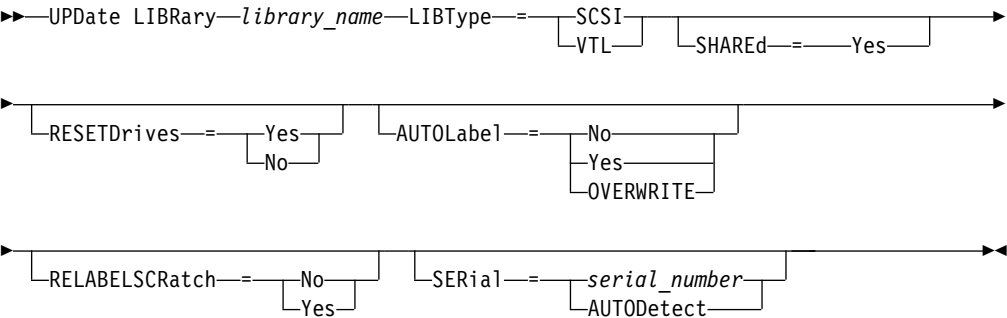 UPDate LIBRary library_name LIBType = SCSI
VTL
SHAREd = Yes
RESETDrives = Yes
No
AUTOLabel = No
Yes
OVERWRITE
RELABELSCRatch = No
Yes
SERial = serial_number
AUTODetect